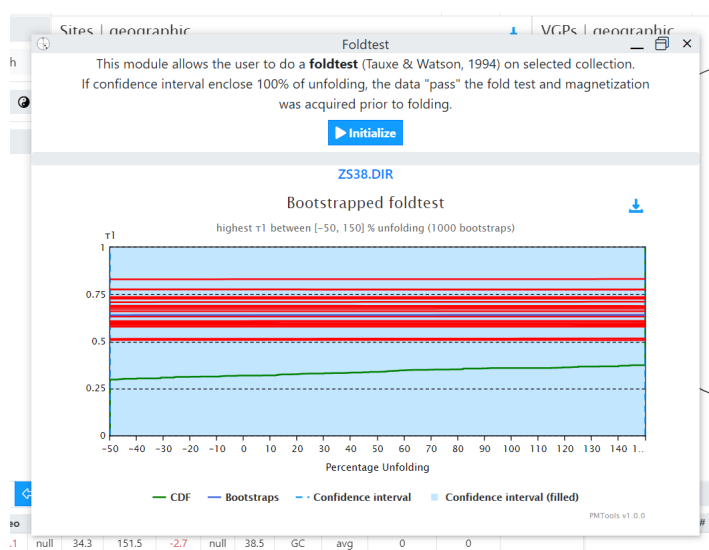 Sites | geographic
VGPs | geographic
Foldtest
This module allows the user to do a foldtest (Tauxe & Watson, 1994) on selected collection.
If confidence interval enclose 100% of unfolding, the data "pass" the fold test and magnetization
was acquired prior to folding.
Initialize
ZS38.DIR
Bootstrapped foldtest
highest τ1 between [-50, 150] % unfolding (1000 bootstraps)
τ1
1
0.75
0.5
0.25
0
-50 -40 -30 -20 -10 0 10 20 30 40 50 60 70 80 90 100 110 120 130 140 1...
Percentage Unfolding
CDF Bootstraps Confidence interval Confidence interval (filled)
PMTools v1.0.0
eo #
.1 null 34.3 151.5 -2.7 null 38.5 GC avg 0 0